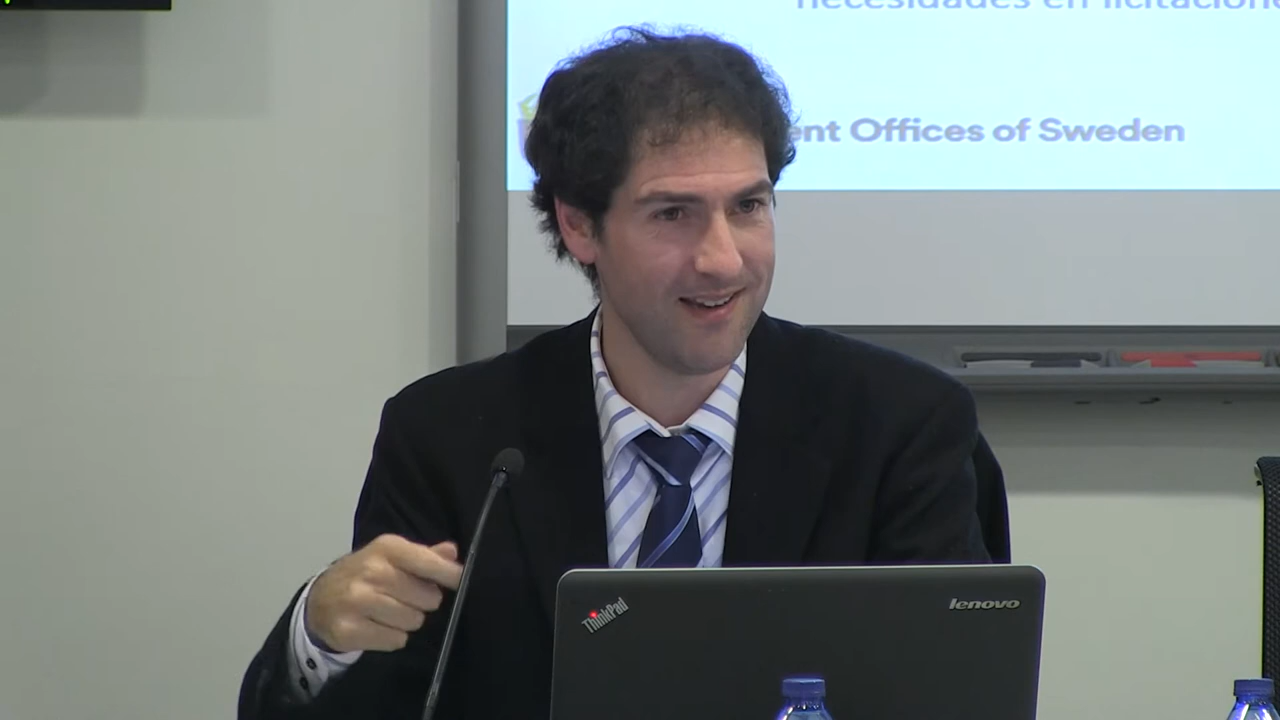 necesidades en licitacione
ent Offices of Sweden
ThinkPad
lenovo